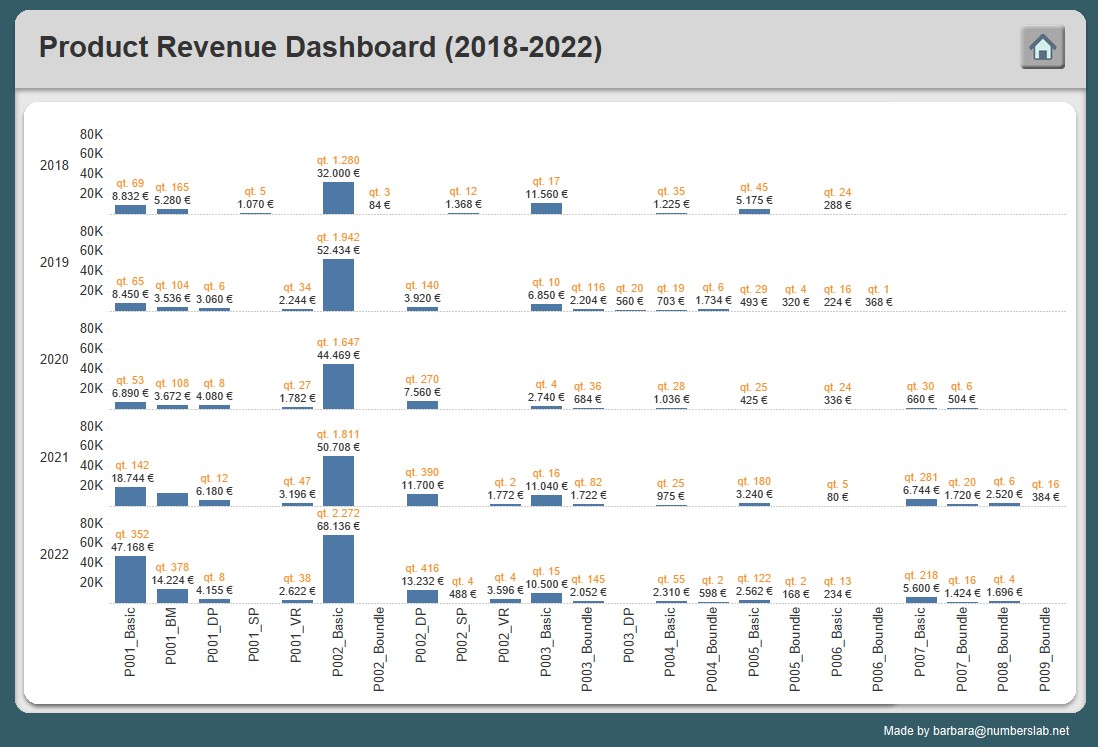 Product Revenue Dashboard (2018-2022)
2018
80K
60K
40K
20K
qt. 69
8.832 €
qt. 165
5.280 €
qt. 5
1.070 €
qt. 1.280
32.000 €
qt. 3
84 €
qt. 12
1.368 €
qt. 17
11.560 €
qt. 35
1.225 €
qt. 45
5.175 €
qt. 24
288 €
2019
80K
60K
40K
20K
qt. 65
8.450 €
qt. 104
3.536 €
qt. 6
3.060 €
qt. 34
2.244 €
qt. 1.942
52.434 €
qt. 140
3.920 €
qt. 10
6.850 €
qt. 116
2.204 €
qt. 20
560 €
qt. 19
703 €
qt. 6
1.734 €
qt. 29
493 €
qt. 4
320 €
qt. 16
224 €
qt. 1
368 €
2020
80K
60K
40K
20K
qt. 53
6.890 €
qt. 108
3.672 €
qt. 8
4.080 €
qt. 27
1.782 €
qt. 1.647
44.469 €
qt. 270
7.560 €
qt. 4
2.740 €
qt. 36
684 €
qt. 28
1.036 €
qt. 25
425 €
qt. 24
336 €
qt. 30
660 €
qt. 6
504 €
2021
80K
60K
40K
20K
qt. 142
18.744 €
qt. 12
6.180 €
qt. 47
3.196 €
qt. 1.811
50.708 €
qt. 390
11.700 €
qt. 2
1.772 €
qt. 16
11.040 €
qt. 82
1.722 €
qt. 25
975 €
qt. 180
3.240 €
qt. 5
80 €
qt. 281
6.744 €
qt. 20
1.720 €
qt. 6
2.520 €
qt. 16
384 €
2022
80K
60K
40K
20K
qt. 352
47.168 €
qt. 378
14.224 €
qt. 8
4.155 €
qt. 38
2.622 €
qt. 2.272
68.136 €
qt. 416
13.232 €
qt. 4
488 €
qt. 4
3.596 €
qt. 15
10.500 €
qt. 145
2.052 €
qt. 55
2.310 €
qt. 2
598 €
qt. 122
2.562 €
qt. 2
168 €
qt. 13
234 €
qt. 218
5.600 €
qt. 16
1.424 €
qt. 4
1.696 €
P001_Basic
P001_BM
P001_DP
P001_SP
P001_VR
P002_Basic
P002_Boundle
P002_DP
P002_SP
P002_VR
P003_Basic
P003_Boundle
P003_DP
P004_Basic
P004_Boundle
P005_Basic
P005_Boundle
P006_Basic
P006_Boundle
P007_Basic
P007_Boundle
P008_Boundle
P009_Boundle
Made by barbara@numberslab.net